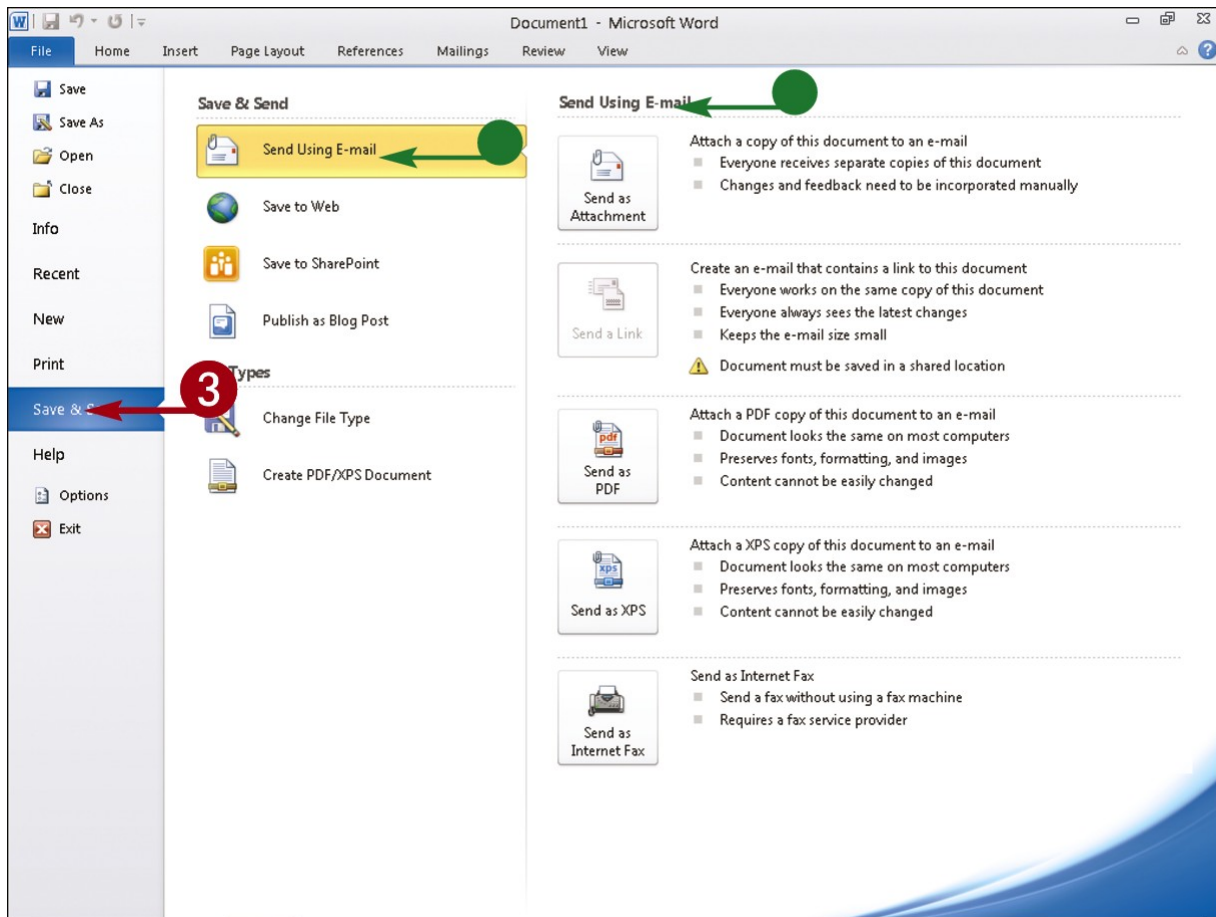 W
Document1 - Microsoft Word
File Home Insert Page Layout References Mailings Review View
?
Save
Save As
Open
Close
Info
Recent
New
Print
Save &
Help
Options
Exit
3
Save & Send
Send Using E-mail
Save to Web
Save to SharePoint
Publish as Blog Post
Types
Change File Type
Create PDF/XPS Document
Send Using E-mail
Send as
Attachment
Attach a copy of this document to an e-mail
Everyone receives separate copies of this document
Changes and feedback need to be incorporated manually
Send a Link
Create an e-mail that contains a link to this document
Everyone works on the same copy of this document
Everyone always sees the latest changes
Keeps the e-mail size small
Document must be saved in a shared location
pdf
Send as
PDF
Attach a PDF copy of this document to an e-mail
Document looks the same on most computers
Preserves fonts, formatting, and images
Content cannot be easily changed
xps
Send as XPS
Attach a XPS copy of this document to an e-mail
Document looks the same on most computers
Preserves fonts, formatting, and images
Content cannot be easily changed
Send as
Internet Fax
Send as Internet Fax
Send a fax without using a fax machine
Requires a fax service provider